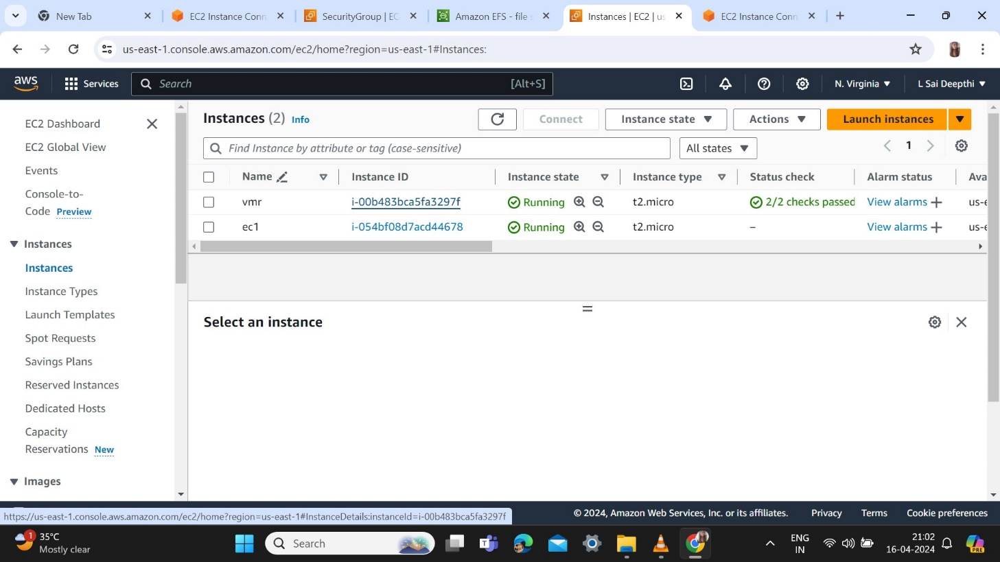 New Tab
EC2 Instance Conn
SecurityGroup | EC
Amazon EFS - file s
Instances | EC2 | us
EC2 Instance Conn
us-east-1.console.aws.amazon.com/ec2/home?region=us-east-1#Instances:
aws
Services
Search
[Alt+S]
N. Virginia
L Sai Deepthi
EC2 Dashboard
EC2 Global View
Events
Console-to-
Code Preview
Instances
Instances
Instance Types
Launch Templates
Spot Requests
Savings Plans
Reserved Instances
Dedicated Hosts
Capacity
Reservations New
Images
Instances (2) Info
Connect
Instance state
Actions
Launch instances
Find Instance by attribute or tag (case-sensitive)
All states
1
Name Instance ID Instance state Instance type Status check Alarm status Ava
vmr i-00b483bca5fa3297f Running t2.micro 2/2 checks passed View alarms us-e
ec1 i-054bf08d7acd44678 Running t2.micro – View alarms us-e
Select an instance
https://us-east-1.console.aws.amazon.com/ec2/home?region=us-east-1#InstanceDetails:instanceId=i-00b483bca5fa3297f
© 2024, Amazon Web Services, Inc. or its affiliates. Privacy Terms Cookie preferences
1
35°C
Mostly clear
Search
ENG
IN
21:02
16-04-2024
PRE